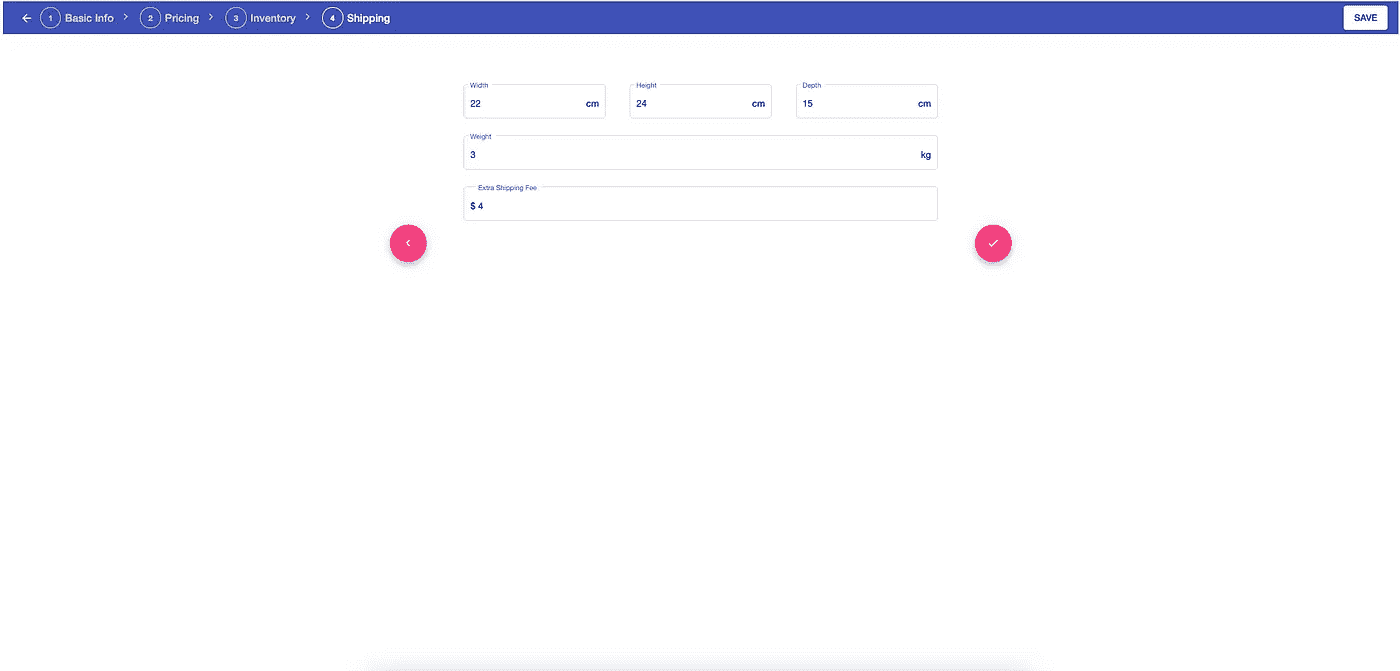 1 Basic Info 2 Pricing 3 Inventory 4 Shipping SAVE
Width Height Depth
22 cm 24 cm 15 cm
Weight
3 kg
Extra Shipping Fee
$ 4